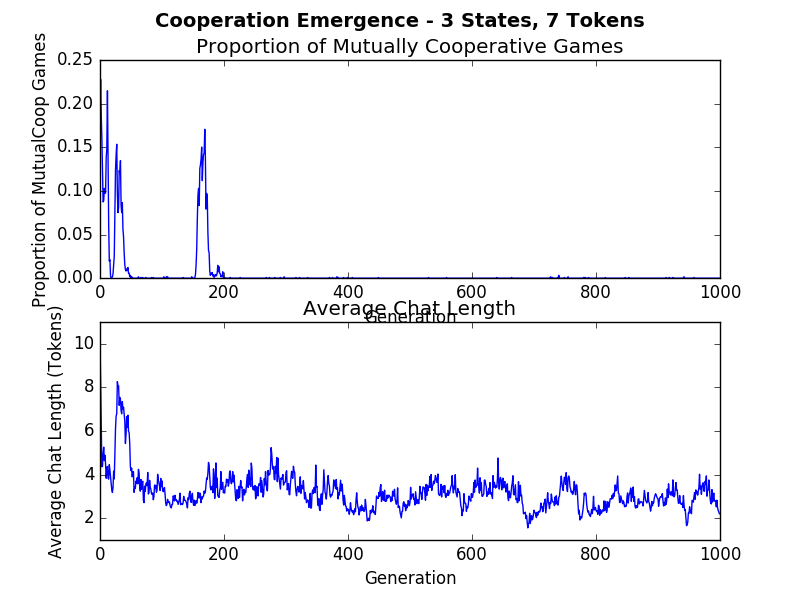 Cooperation Emergence - 3 States, 7 Tokens
Proportion of Mutually Cooperative Games
Proportion of MutualCoop Games
0.25
0.20
0.15
0.10
0.05
0.00
0 200 400 600 800 1000
Generation
Average Chat Length
Average Chat Length (Tokens)
10
8
6
4
2
0 200 400 600 800 1000
Generation